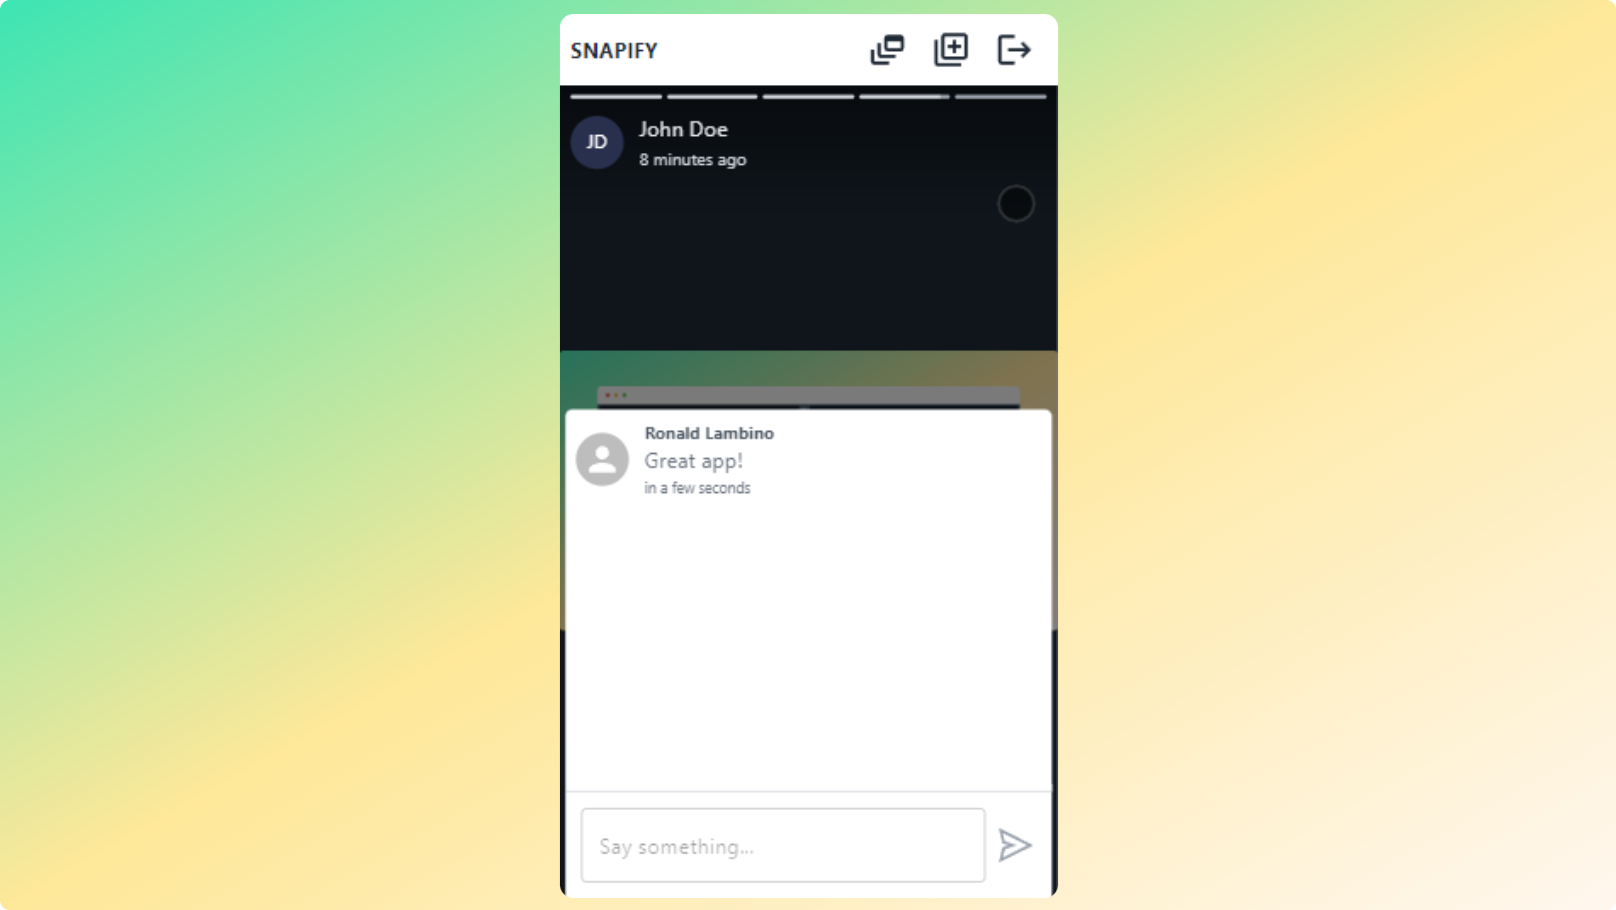 SNAPIFY
JD
John Doe
8 minutes ago
Ronald Lambino
Great app!
in a few seconds
Say something...